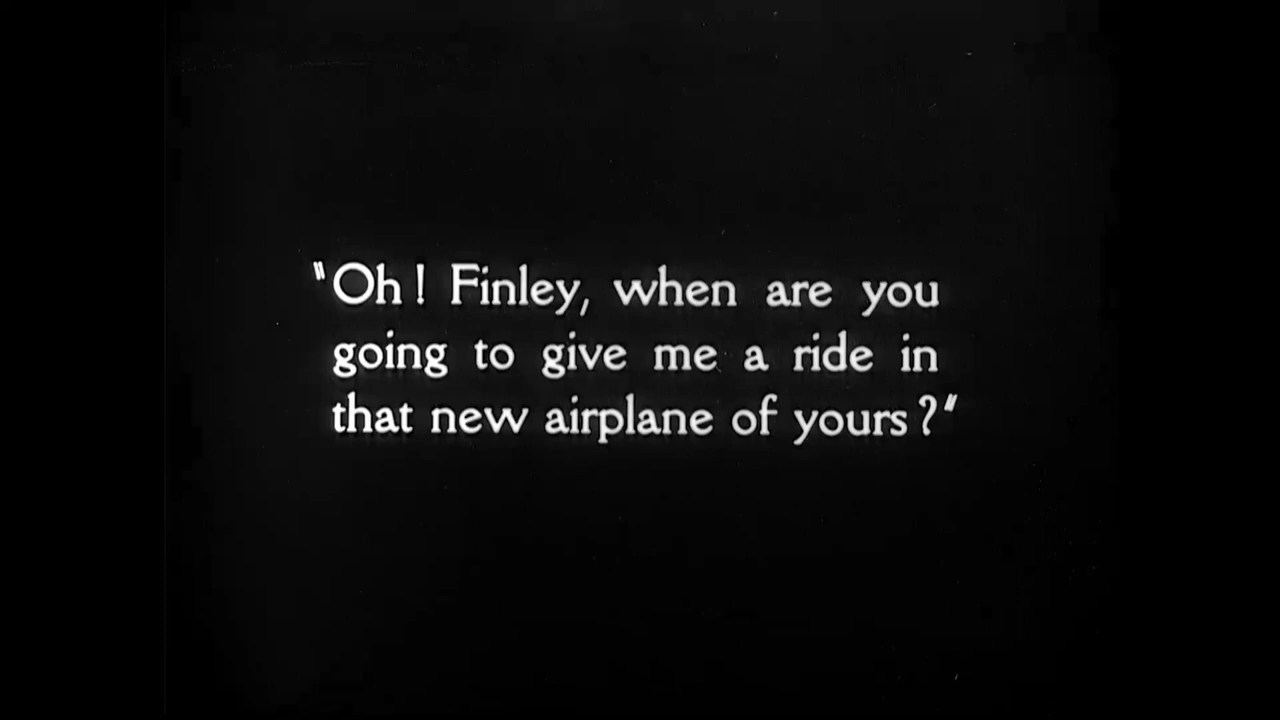 "Oh! Finley, when are you
going to give me a ride in
that new airplane of yours?"